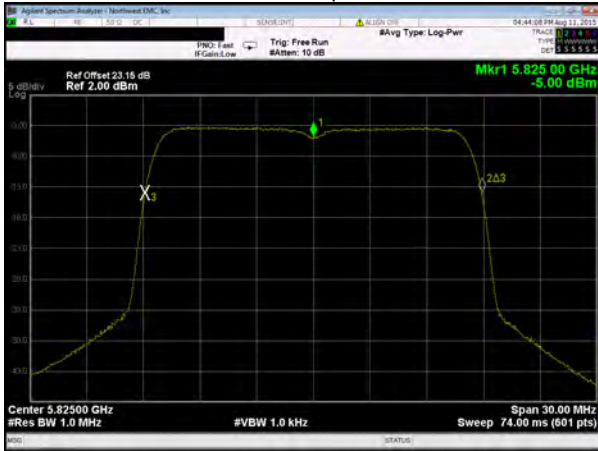 Agilent Spectrum Analyzer - Northwest EMC, Inc
RL RF 50 Ω DC SENSE:INT ALIGN OFF 04:44:08 PM Aug 11, 2015
#Avg Type: Log-Pwr TRACE 1 2 3 4 5 6
PNO: Fast Trig: Free Run TYPE M WWWWW
IFGain:Low #Atten: 10 dB DET S S S S S S
Mkr1 5.825 00 GHz
Ref Offset 23.15 dB -5.00 dBm
5 dB/div Ref 2.00 dBm
Log
1
2Δ3
X3
Center 5.82500 GHz Span 30.00 MHz
#Res BW 1.0 MHz #VBW 1.0 kHz Sweep 74.00 ms (601 pts)
MSG STATUS